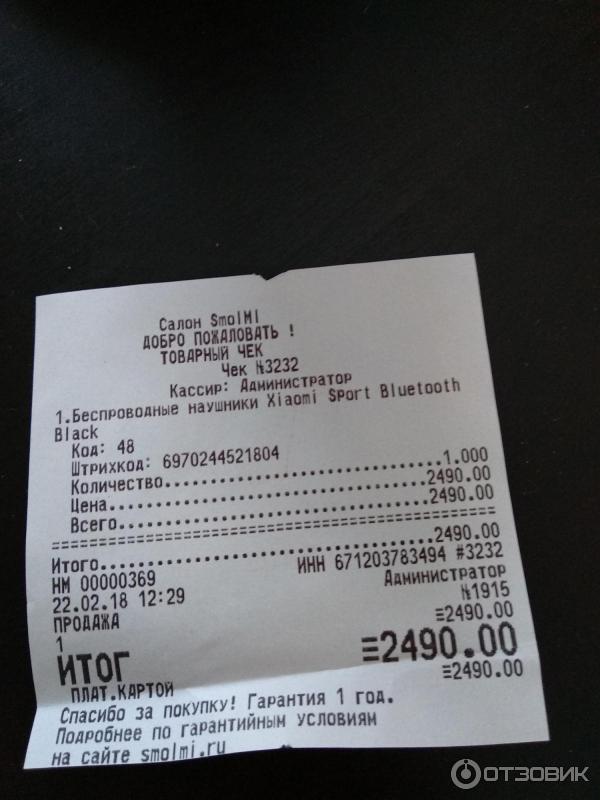 Салон SmolMI
ДОБРО ПОЖАЛОВАТЬ !
ТОВАРНЫЙ ЧЕК
Чек №3232
Кассир: Администратор
1.Беспроводные наушники Xiaomi Sport Bluetooth
Black
Код: 48
Штрихкод: 6970244521804
Количество..........................1.000
Цена..............................2490.00
Всего.............................2490.00
==========================================
Итого.............................2490.00
НМ 00000369 ИНН 671203783494 #3232
22.02.18 12:29 Администратор
ПРОДАЖА №1915
1 ≡2490.00
ИТОГ ≡2490.00
ПЛАТ.КАРТОЙ ≡2490.00
Спасибо за покупку! Гарантия 1 год.
Подробнее по гарантийным условиям
на сайте smolmi.ru
ОТЗОВИК